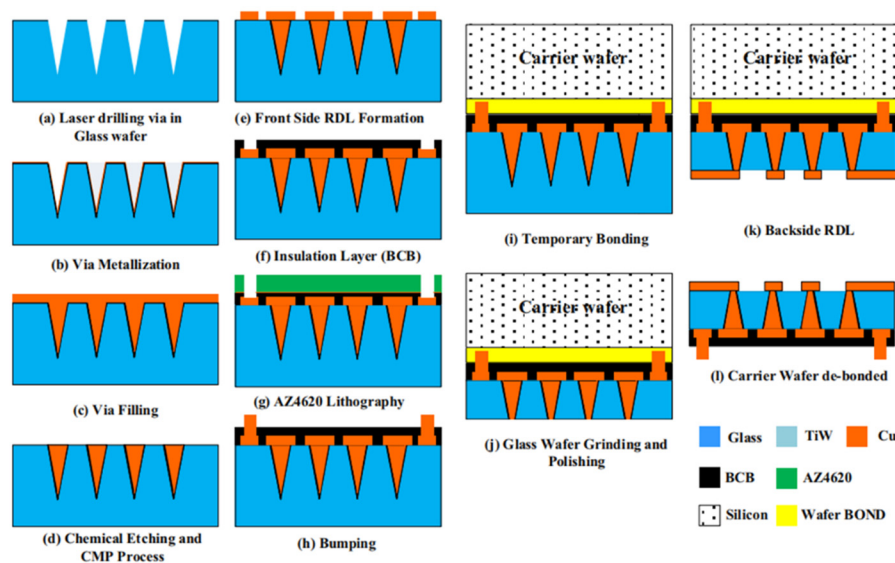 (a) Laser drilling via in
Glass wafer
(b) Via Metallization
(c) Via Filling
(d) Chemical Etching and
CMP Process
(e) Front Side RDL Formation
(f) Insulation Layer (BCB)
(g) AZ4620 Lithography
(h) Bumping
Carrier wafer
(i) Temporary Bonding
Carrier wafer
(j) Glass Wafer Grinding and
Polishing
Carrier wafer
(k) Backside RDL
(l) Carrier Wafer de-bonded
Glass
TiW
Cu
BCB
AZ4620
Silicon
Wafer BOND